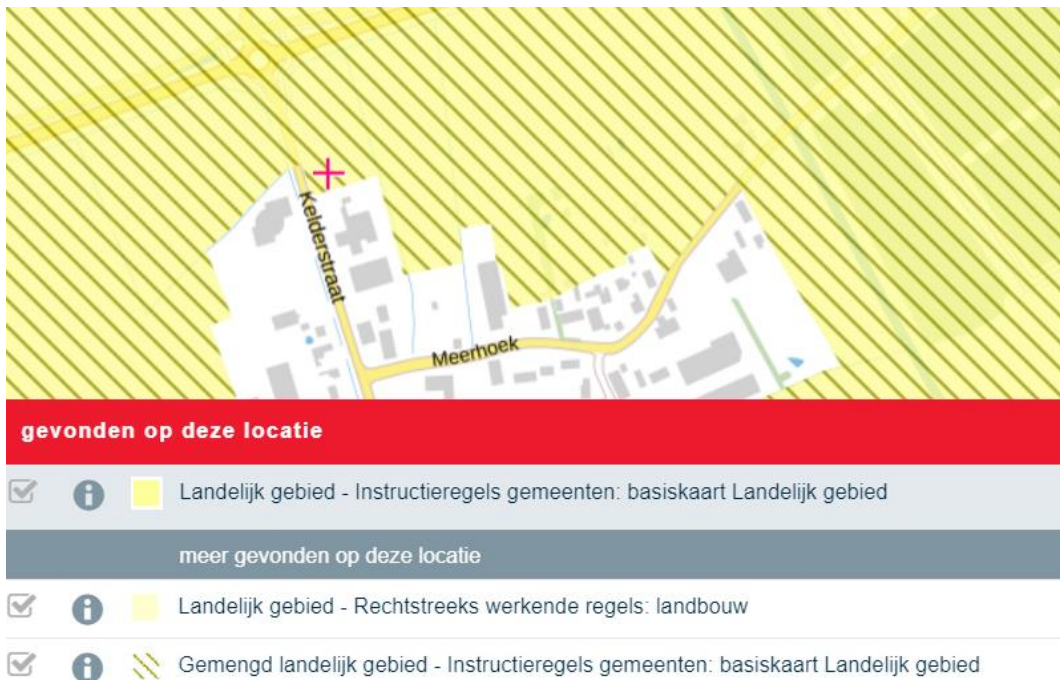 Kelderstraat
Meerhoek
gevonden op deze locatie
Landelijk gebied - Instructieregels gemeenten: basiskaart Landelijk gebied
meer gevonden op deze locatie
Landelijk gebied - Rechtstreeks werkende regels: landbouw
Gemengd landelijk gebied - Instructieregels gemeenten: basiskaart Landelijk gebied